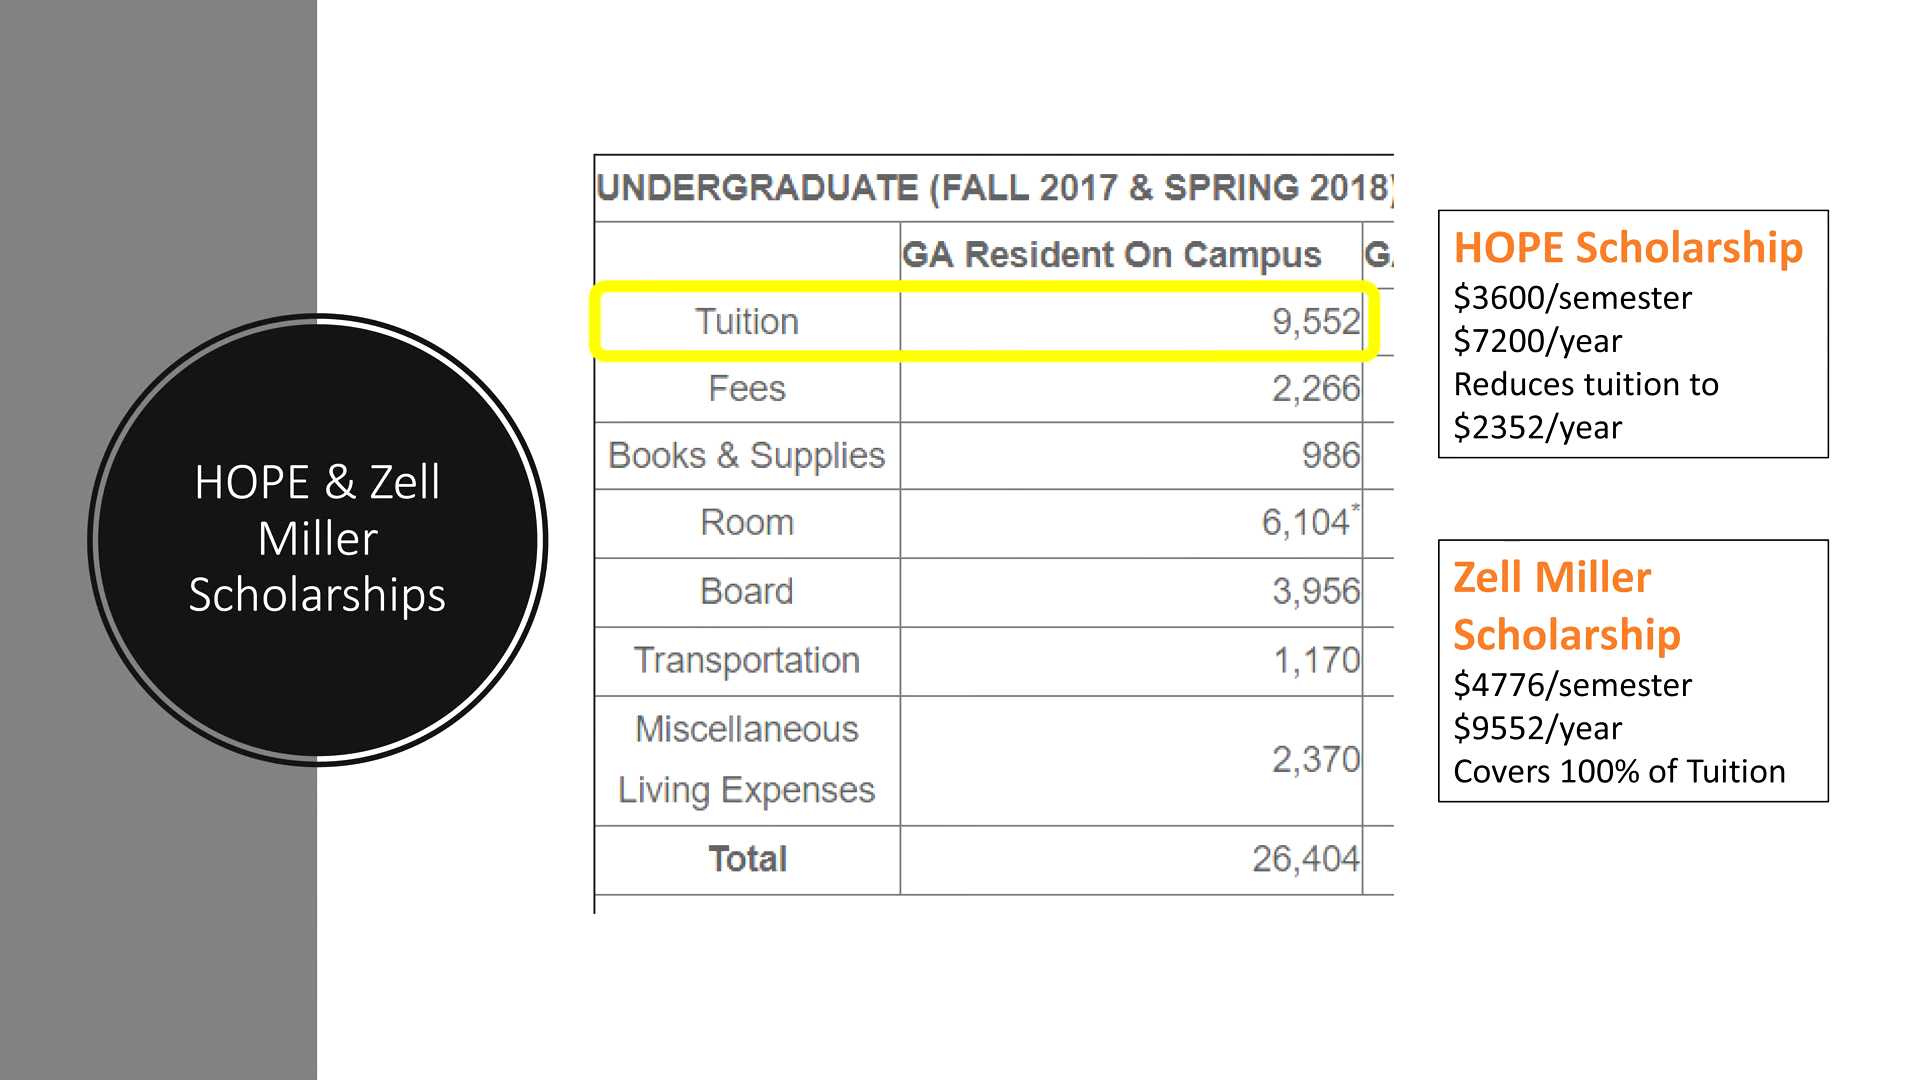 HOPE & Zell
Miller
Scholarships
UNDERGRADUATE (FALL 2017 & SPRING 2018)
GA Resident On Campus
Tuition 9,552
Fees 2,266
Books & Supplies 986
Room 6,104*
Board 3,956
Transportation 1,170
Miscellaneous
Living Expenses 2,370
Total 26,404
HOPE Scholarship
$3600/semester
$7200/year
Reduces tuition to
$2352/year
Zell Miller
Scholarship
$4776/semester
$9552/year
Covers 100% of Tuition